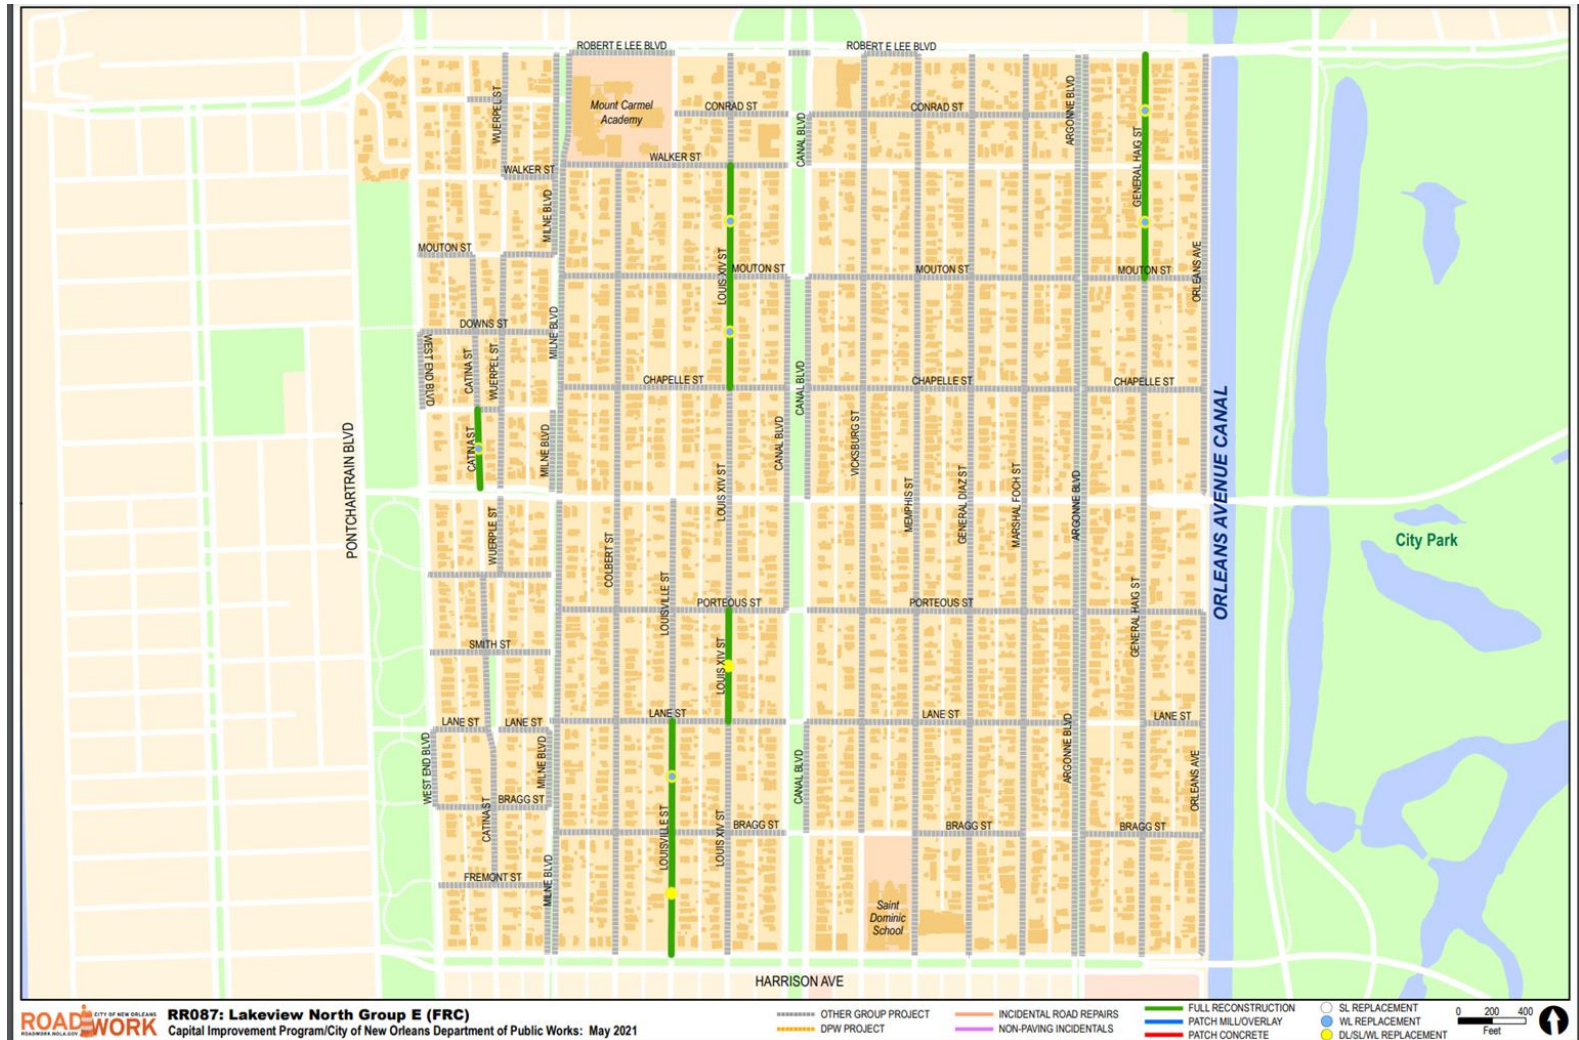 ROBERT E LEE BLVD
ROBERT E LEE BLVD
Mount Carmel
Academy
WUERPEL ST
CONRAD ST
CONRAD ST
CANAL BLVD
ARGONNE BLVD
GENERAL HAIG ST
WALKER ST
WALKER ST
MILNE BLVD
MOUTON ST
LOUIS XIV ST
MOUTON ST
MOUTON ST
MOUTON ST
ORLEANS AVE
DOWNS ST
MILNE BLVD
WEST END BLVD
CATINA ST
WUERPEL ST
CHAPELLE ST
CANAL BLVD
CHAPELLE ST
CHAPELLE ST
CATINA ST
MILNE BLVD
PONTCHARTRAIN BLVD
CANAL BLVD
VICKSBURG ST
LOUIS XIV ST
MEMPHIS ST
GENERAL DIAZ ST
MARSHAL FOCH ST
ARGONNE BLVD
ORLEANS AVENUE CANAL
City Park
WUERPLE ST
COLBERT ST
LOUISVILLE ST
PORTEOUS ST
PORTEOUS ST
GENERAL HAIG ST
SMITH ST
LOUIS XIV ST
LANE ST
LANE ST
LANE ST
LANE ST
LANE ST
WEST END BLVD
MILNE BLVD
CANAL BLVD
ARGONNE BLVD
ORLEANS AVE
BRAGG ST
CATINA ST
LOUISVILLE ST
LOUIS XIV ST
BRAGG ST
BRAGG ST
BRAGG ST
FREMONT ST
MILNE BLVD
Saint
Dominic
School
HARRISON AVE
ROADWORK
CITY OF NEW ORLEANS
ROADWORK.NOLA.GOV
RR087: Lakeview North Group E (FRC)
Capital Improvement Program/City of New Orleans Department of Public Works: May 2021
OTHER GROUP PROJECT
DPW PROJECT
INCIDENTAL ROAD REPAIRS
NON-PAVING INCIDENTALS
FULL RECONSTRUCTION
PATCH MILL/OVERLAY
PATCH CONCRETE
SL REPLACEMENT
WL REPLACEMENT
DL/SL/WL REPLACEMENT
0 200 400
Feet